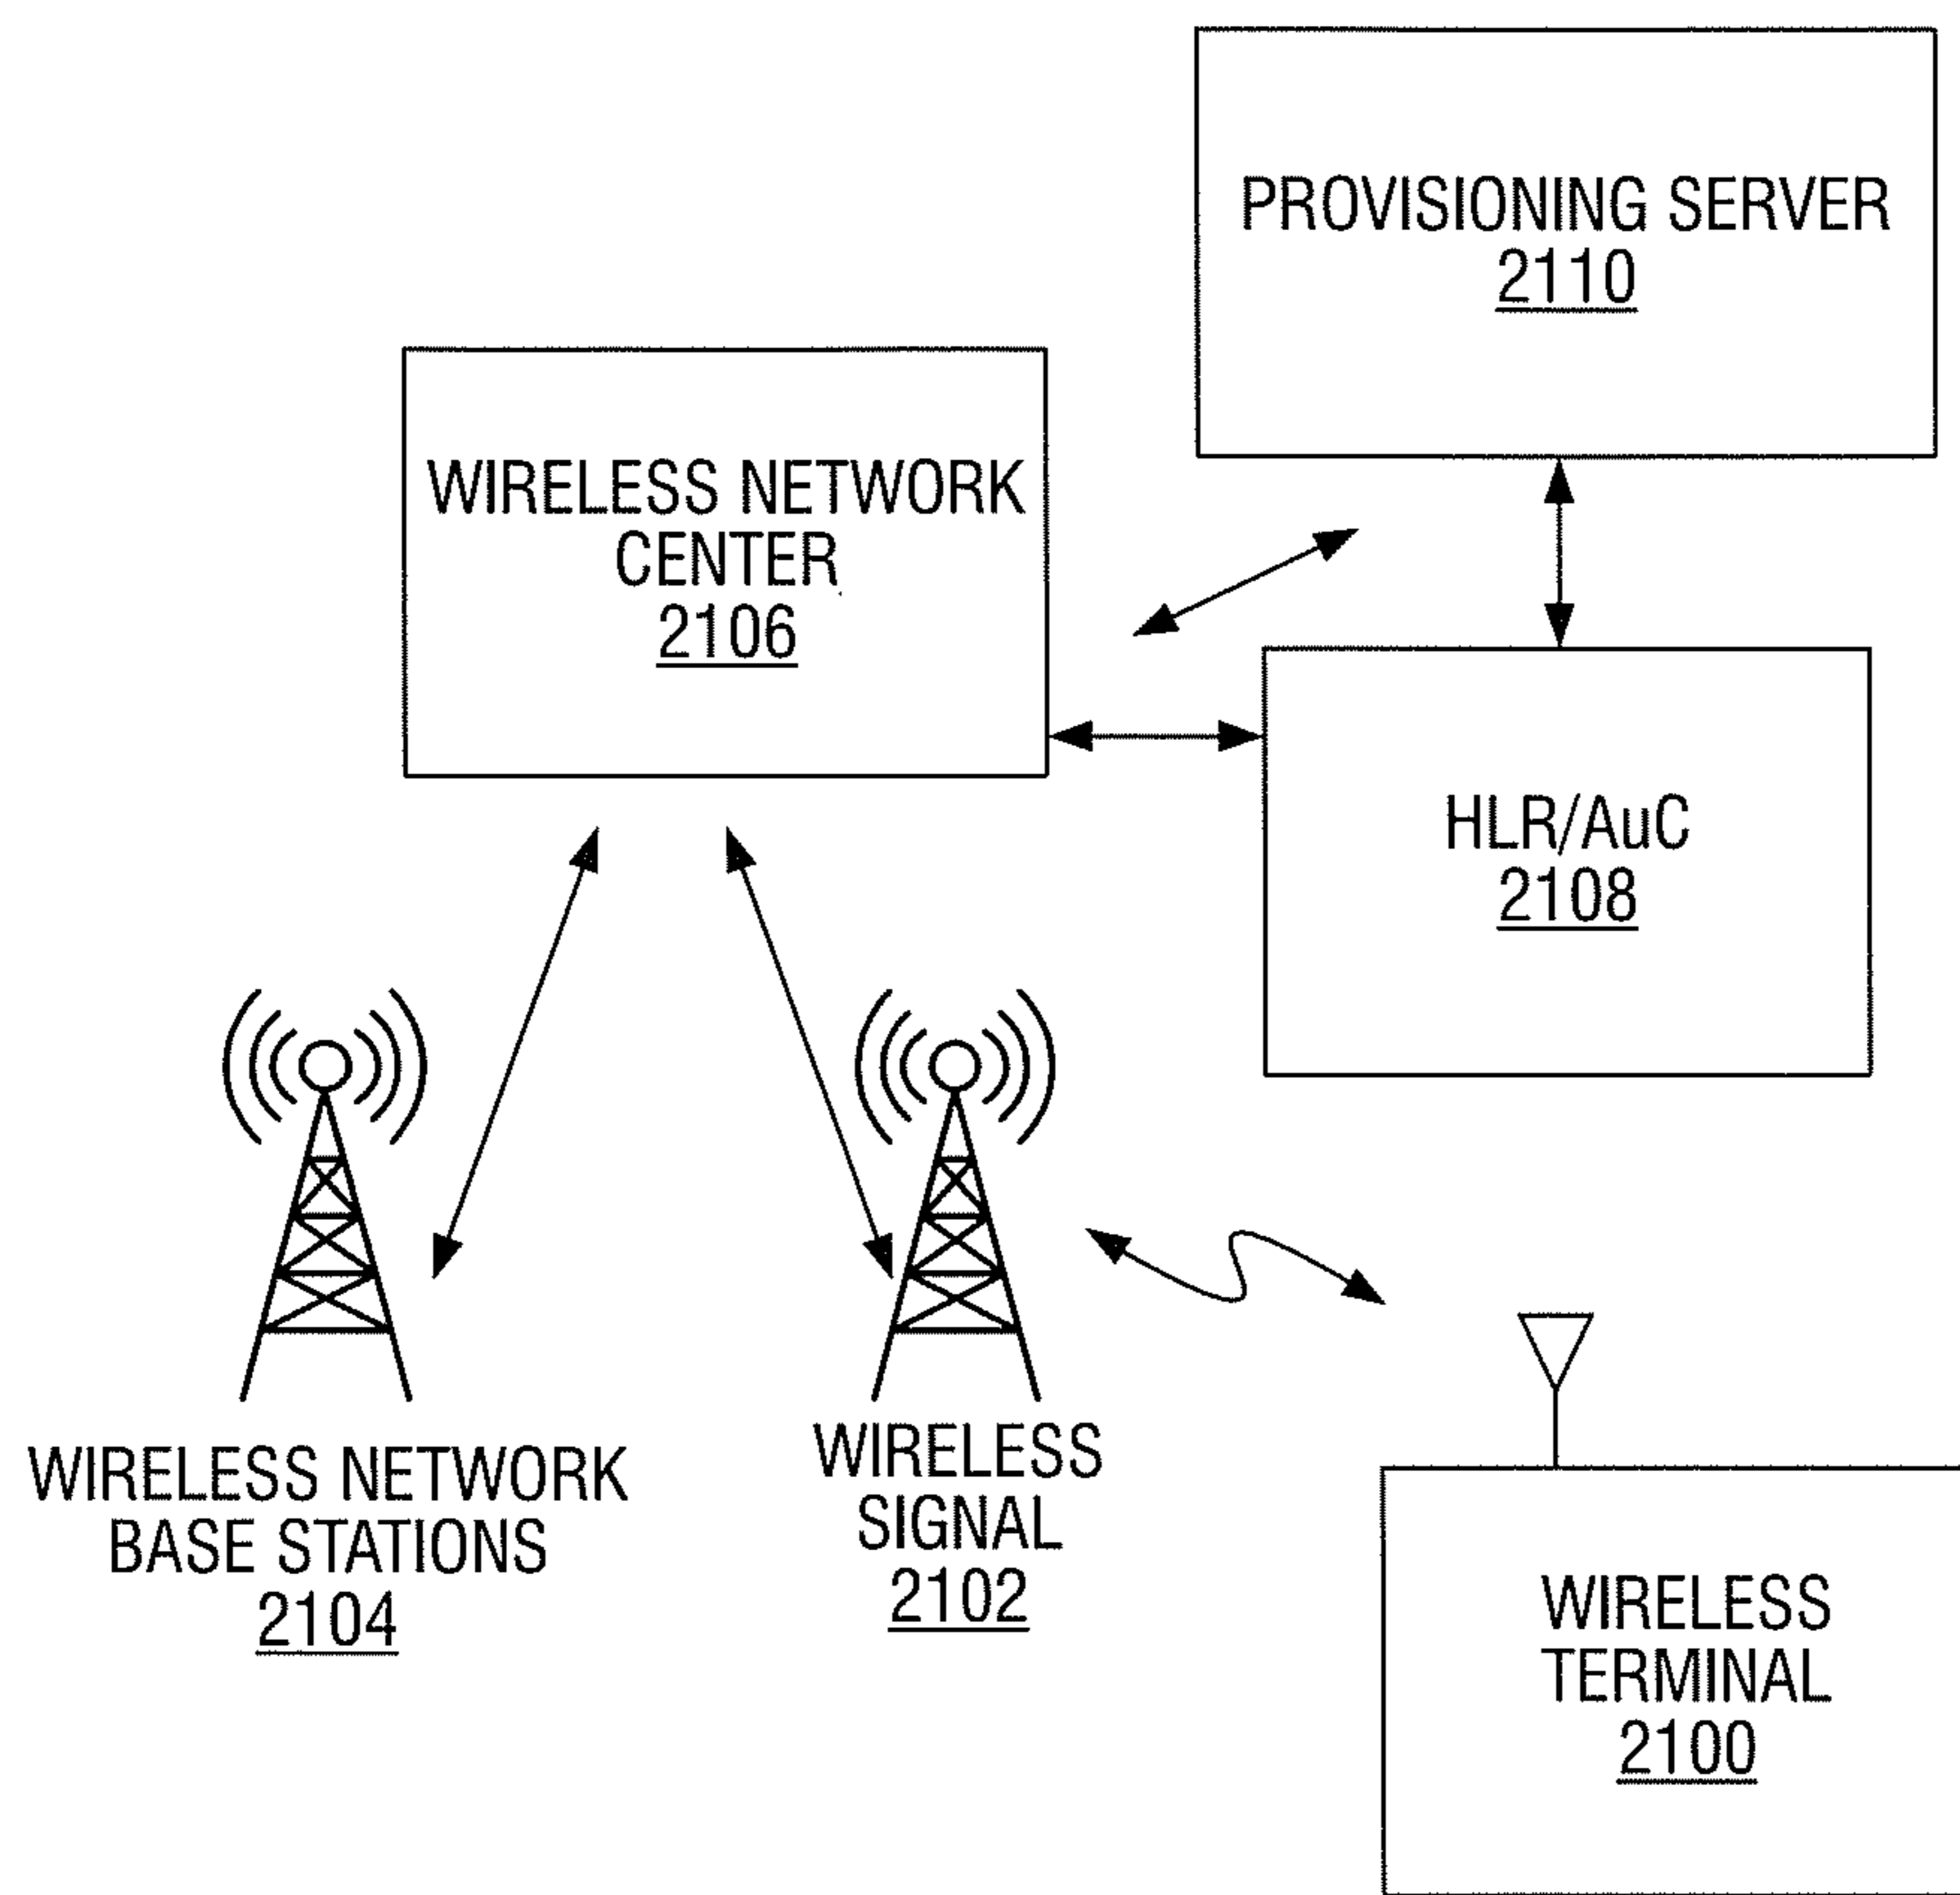 PROVISIONING SERVER
2110
WIRELESS NETWORK
CENTER
2106
HLR/AuC
2108
WIRELESS NETWORK
BASE STATIONS
2104
WIRELESS
SIGNAL
2102
WIRELESS
TERMINAL
2100